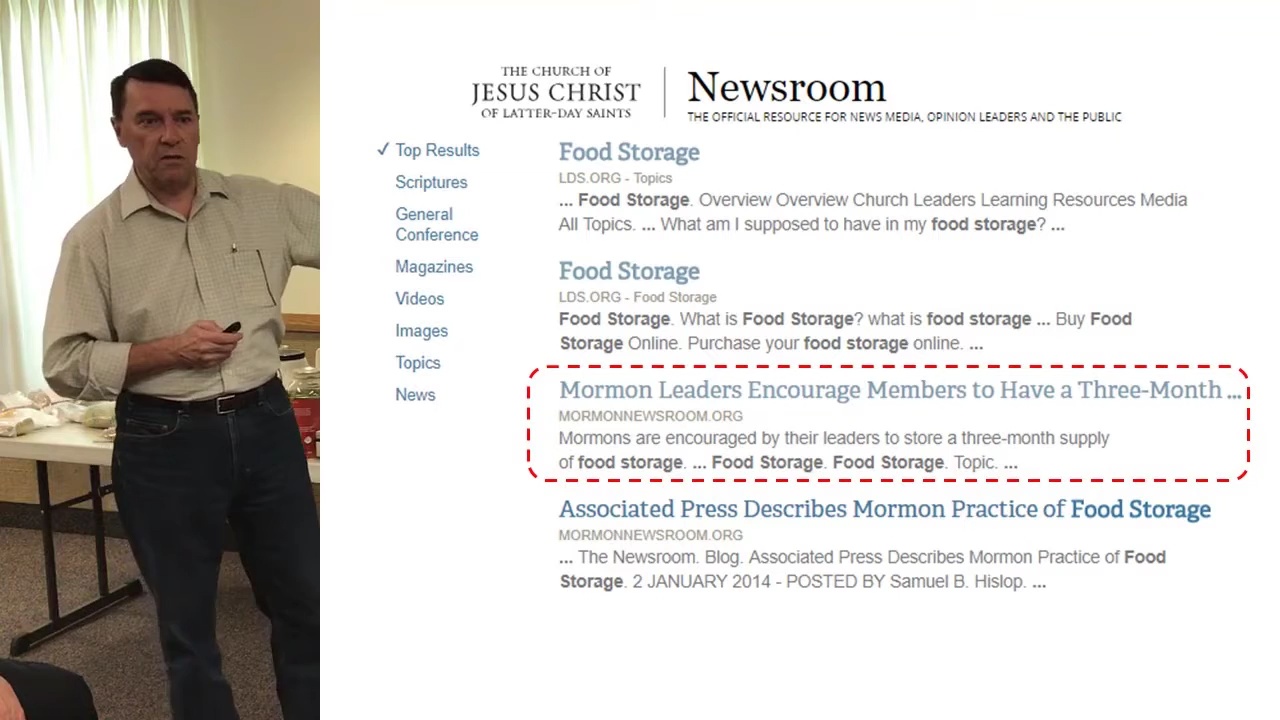 THE CHURCH OF
JESUS CHRIST
OF LATTER-DAY SAINTS
Newsroom
THE OFFICIAL RESOURCE FOR NEWS MEDIA, OPINION LEADERS AND THE PUBLIC
✓ Top Results
Scriptures
General
Conference
Magazines
Videos
Images
Topics
News
Food Storage
LDS.ORG - Topics
... Food Storage. Overview Overview Church Leaders Learning Resources Media
All Topics. ... What am I supposed to have in my food storage? ...
Food Storage
LDS.ORG - Food Storage
Food Storage. What is Food Storage? what is food storage ... Buy Food
Storage Online. Purchase your food storage online. ...
Mormon Leaders Encourage Members to Have a Three-Month ...
MORMONNEWSROOM.ORG
Mormons are encouraged by their leaders to store a three-month supply
of food storage. ... Food Storage. Food Storage. Topic. ...
Associated Press Describes Mormon Practice of Food Storage
MORMONNEWSROOM.ORG
... The Newsroom. Blog. Associated Press Describes Mormon Practice of Food
Storage. 2 JANUARY 2014 - POSTED BY Samuel B. Hislop. ...